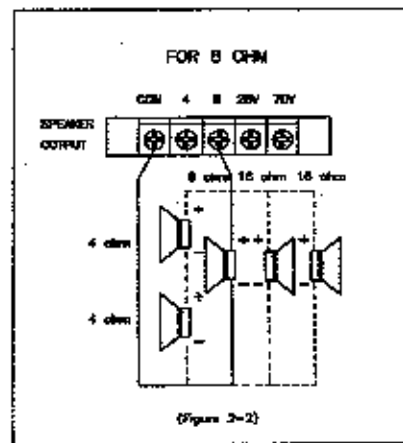 FOR 8 OHM
COM 4 8 25V 70V
SPEAKER
OUTPUT
8 ohm 16 ohm 16 ohm
+
4 ohm + + +
-
+
4 ohm
-
(Figure 2-2)